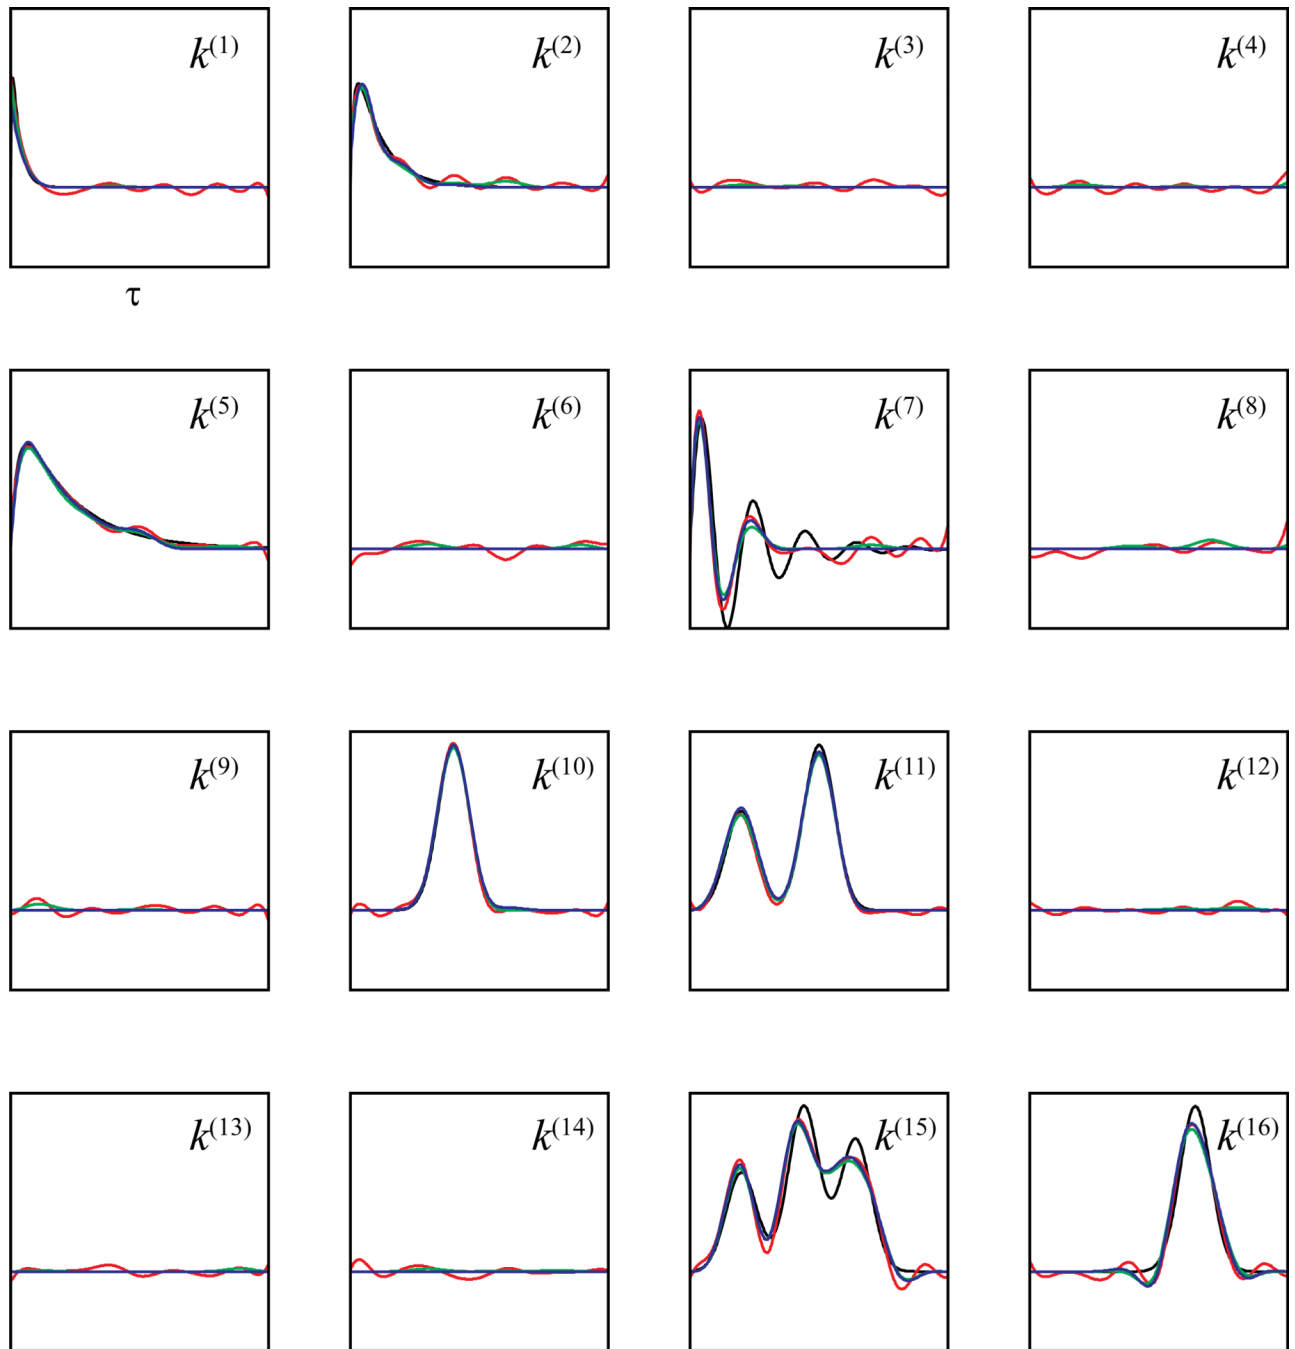 k(1)
k(2)
k(3)
k(4)
τ
k(5)
k(6)
k(7)
k(8)
k(9)
k(10)
k(11)
k(12)
k(13)
k(14)
k(15)
k(16)